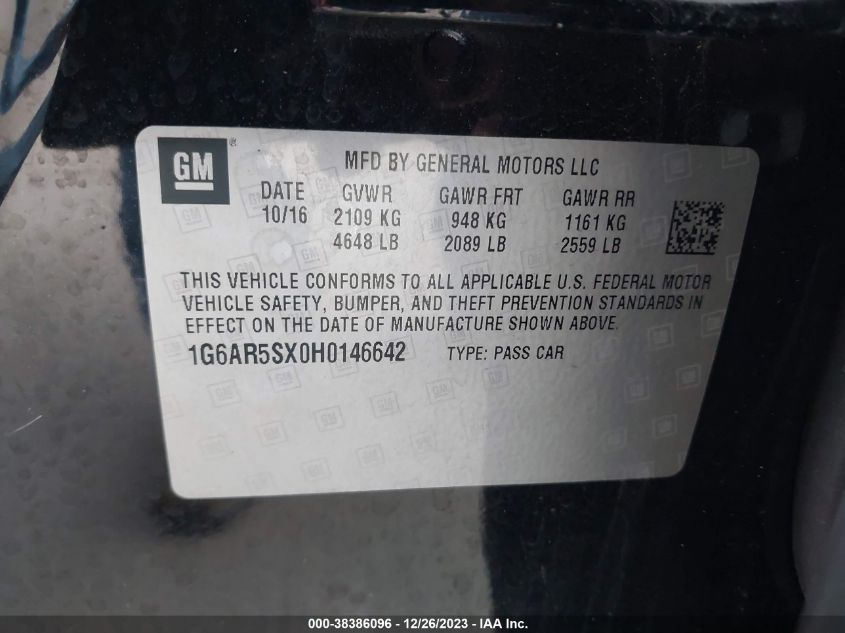 GM ®
MFD BY GENERAL MOTORS LLC
DATE GVWR GAWR FRT GAWR RR
10/16 2109 KG 948 KG 1161 KG
4648 LB 2089 LB 2559 LB
THIS VEHICLE CONFORMS TO ALL APPLICABLE U.S. FEDERAL MOTOR
VEHICLE SAFETY, BUMPER, AND THEFT PREVENTION STANDARDS IN
EFFECT ON THE DATE OF MANUFACTURE SHOWN ABOVE.
1G6AR5SX0H0146642 TYPE: PASS CAR
000-38386096 - 12/26/2023 - IAA Inc.